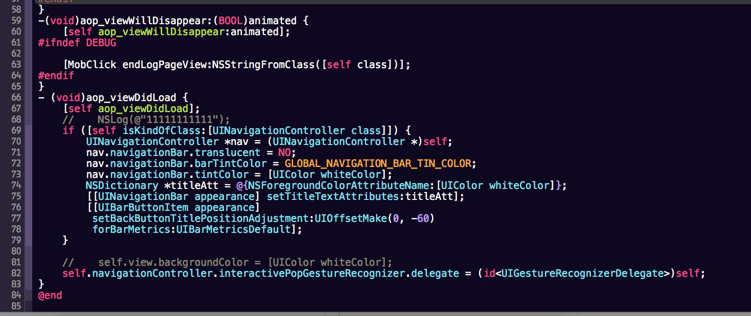 58 }
59 -(void)aop_viewWillDisappear:(BOOL)animated {
60     [self aop_viewWillDisappear:animated];
61 #ifndef DEBUG
62
63     [MobClick endLogPageView:NSStringFromClass([self class])];
64 #endif
65 }
66 - (void)aop_viewDidLoad {
67     [self aop_viewDidLoad];
68     //    NSLog(@"11111111111");
69     if ([self isKindOfClass:[UINavigationController class]]) {
70         UINavigationController *nav = (UINavigationController *)self;
71         nav.navigationBar.translucent = NO;
72         nav.navigationBar.barTintColor = GLOBAL_NAVIGATION_BAR_TIN_COLOR;
73         nav.navigationBar.tintColor = [UIColor whiteColor];
74         NSDictionary *titleAtt = @{NSForegroundColorAttributeName:[UIColor whiteColor]};
75         [[UINavigationBar appearance] setTitleTextAttributes:titleAtt];
76         [[UIBarButtonItem appearance]
77          setBackButtonTitlePositionAdjustment:UIOffsetMake(0, -60)
78          forBarMetrics:UIBarMetricsDefault];
79     }
80
81     //    self.view.backgroundColor = [UIColor whiteColor];
82     self.navigationController.interactivePopGestureRecognizer.delegate = (id<UIGestureRecognizerDelegate>)self;
83 }
84 @end
85